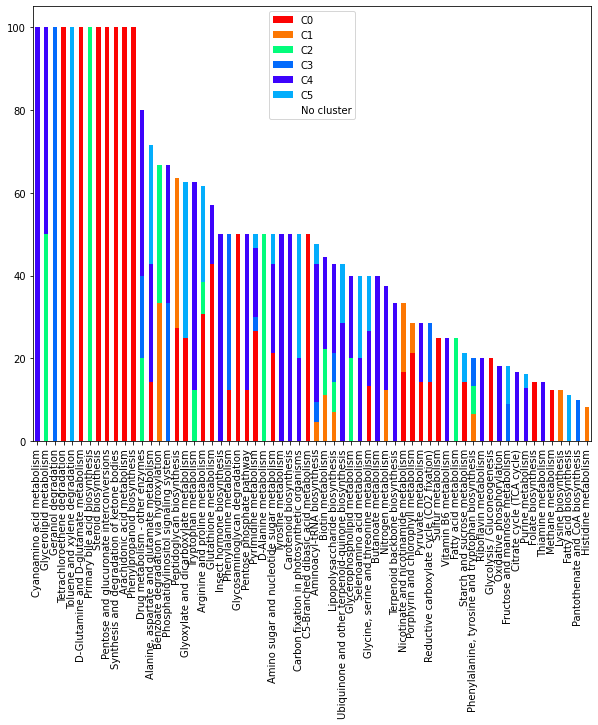 100
80
60
40
20
0
C0
C1
C2
C3
C4
C5
No cluster
Cyanoamino acid metabolism
Glycerolipid metabolism
Geraniol degradation
Tetrachloroethene degradation
Toluene and xylene degradation
D-Glutamine and D-glutamate metabolism
Primary bile acid biosynthesis
Steroid biosynthesis
Pentose and glucuronate interconversions
Synthesis and degradation of ketone bodies
Arachidonic acid metabolism
Phenylpropanoid biosynthesis
Drug metabolism - other enzymes
Alanine, aspartate and glutamate metabolism
Benzoate degradation via hydroxylation
Phosphatidylinositol signaling system
Peptidoglycan biosynthesis
Glyoxylate and dicarboxylate metabolism
Tryptophan metabolism
Arginine and proline metabolism
Glutathione metabolism
Insect hormone biosynthesis
Phenylalanine metabolism
Glycosaminoglycan degradation
Pentose phosphate pathway
Pyrimidine metabolism
D-Alanine metabolism
Amino sugar and nucleotide sugar metabolism
Tyrosine metabolism
Carotenoid biosynthesis
Carbon fixation in photosynthetic organisms
C5-Branched dibasic acid metabolism
Aminoacyl-tRNA biosynthesis
Inositol metabolism
Lipopolysaccharide biosynthesis
Ubiquinone and other terpenoid-quinone biosynthesis
Glycerophospholipid metabolism
Selenoamino acid metabolism
Glycine, serine and threonine metabolism
Butanoate metabolism
Nitrogen metabolism
Terpenoid backbone biosynthesis
Nicotinate and nicotinamide metabolism
Porphyrin and chlorophyll metabolism
Pyruvate metabolism
Reductive carboxylate cycle (CO2 fixation)
Sulfur metabolism
Vitamin B6 metabolism
Fatty acid metabolism
Starch and sucrose metabolism
Phenylalanine, tyrosine and tryptophan biosynthesis
Riboflavin metabolism
Glycolysis / Gluconeogenesis
Oxidative phosphorylation
Fructose and mannose metabolism
Citrate cycle (TCA cycle)
Purine metabolism
Folate biosynthesis
Thiamine metabolism
Methane metabolism
Lysine biosynthesis
Fatty acid biosynthesis
Pantothenate and CoA biosynthesis
Histidine metabolism